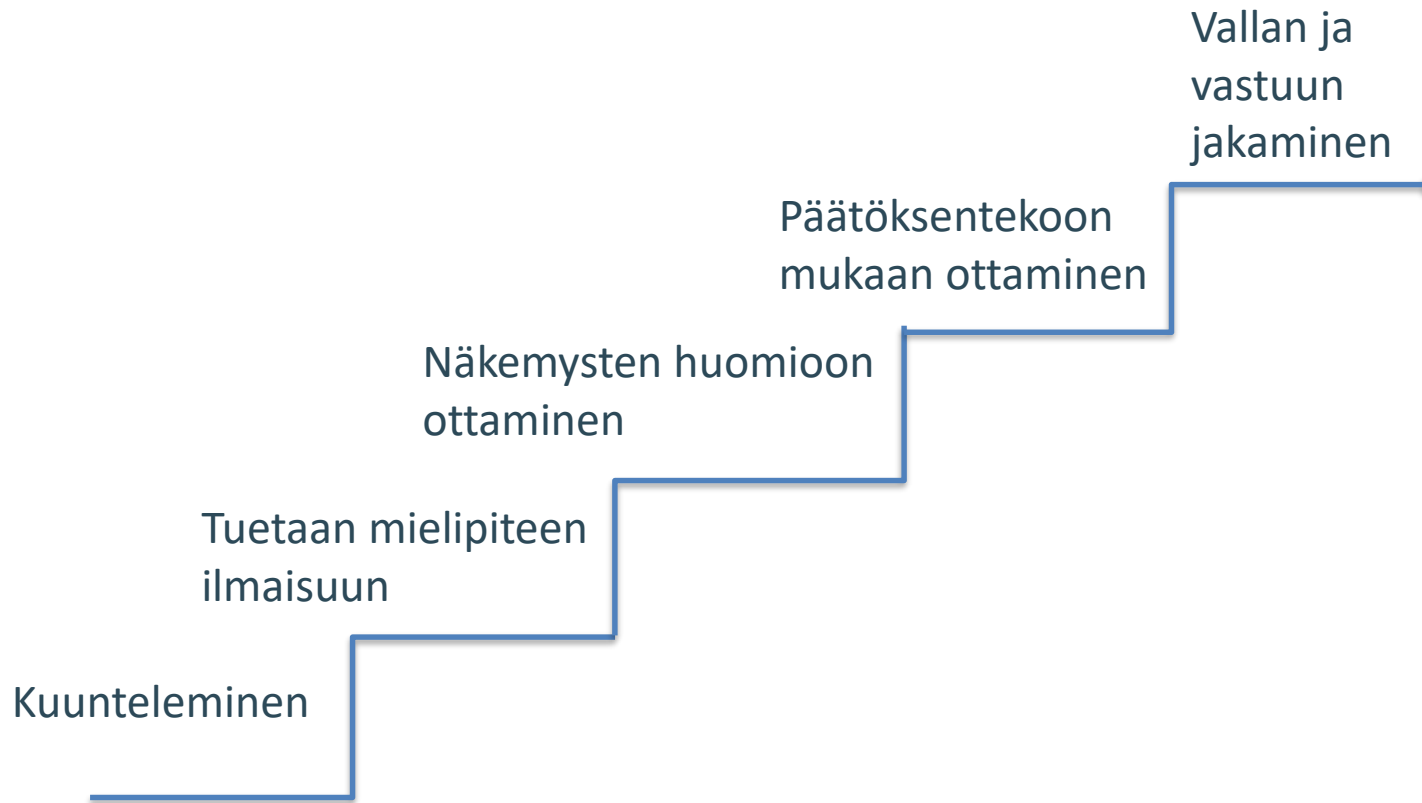 Vallan ja
vastuun
jakaminen
Päätöksentekoon
mukaan ottaminen
Näkemysten huomioon
ottaminen
Tuetaan mielipiteen
ilmaisuun
Kuunteleminen